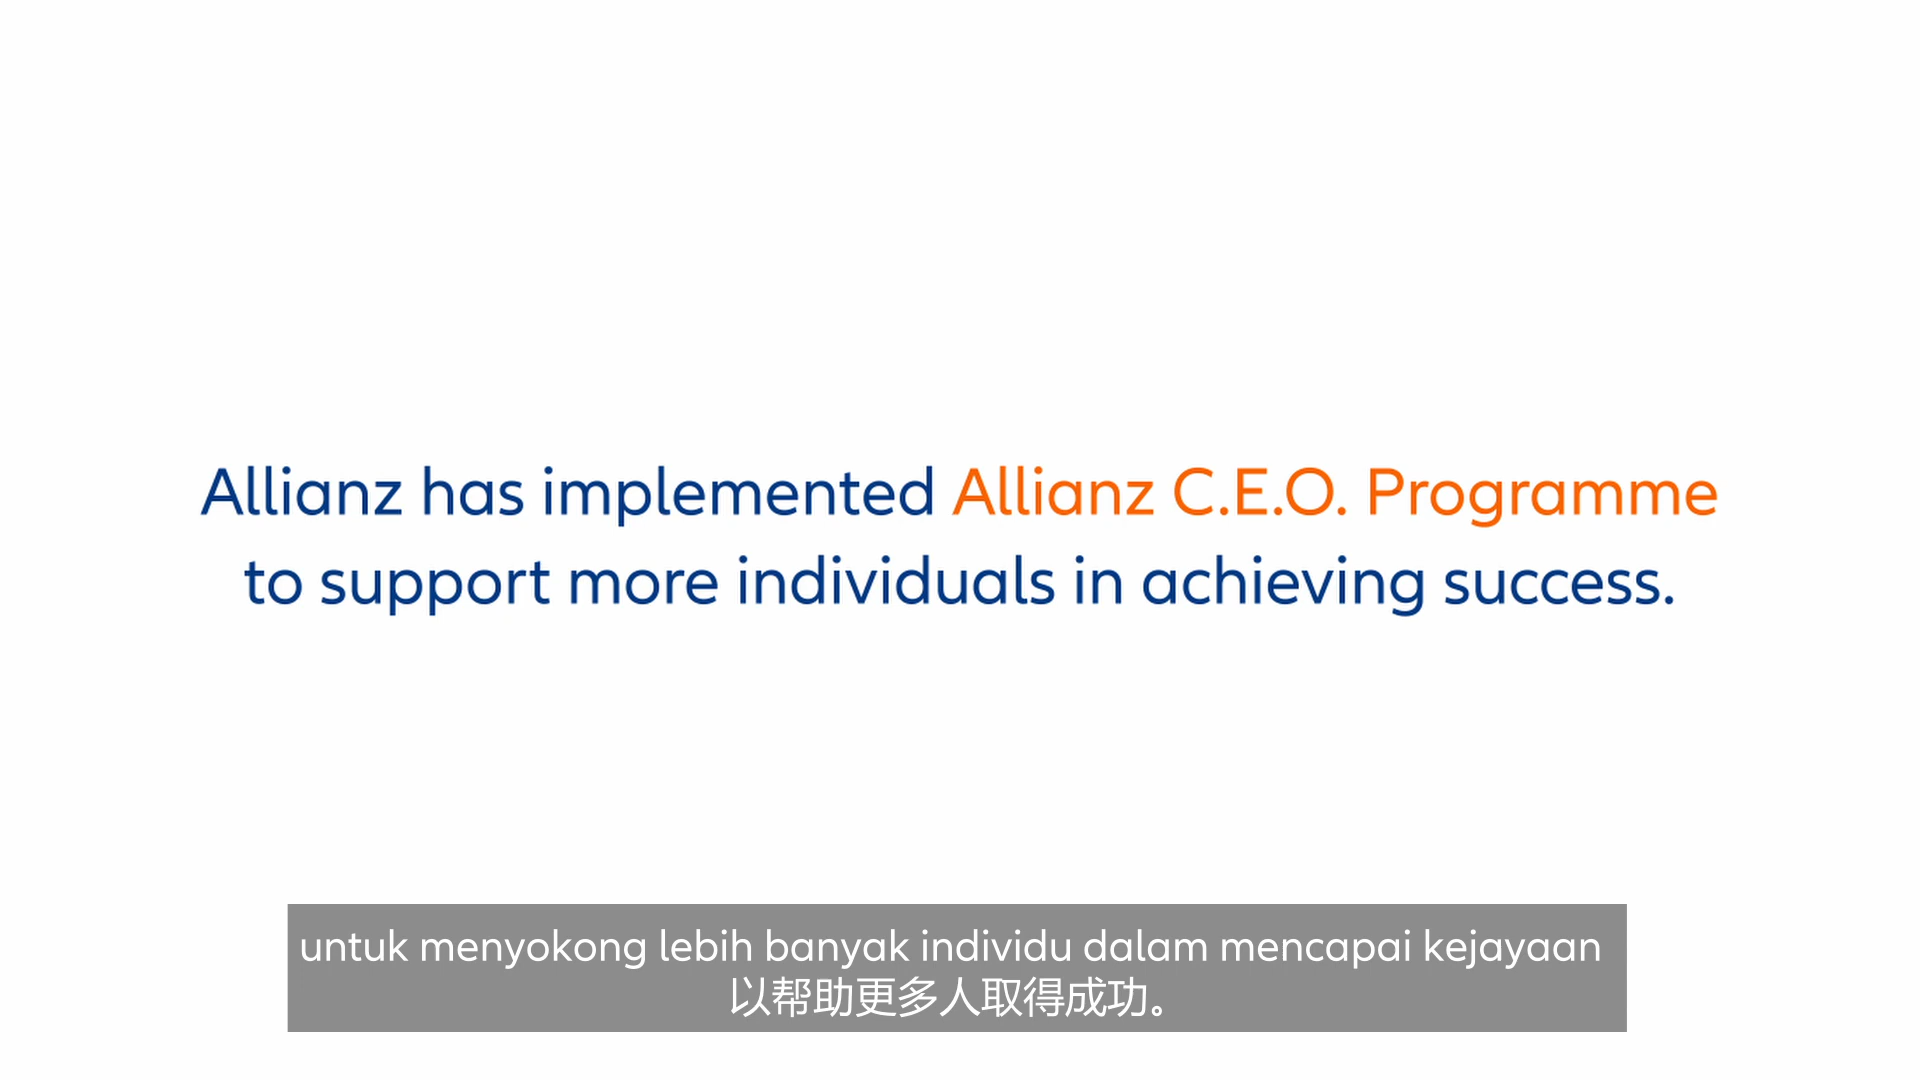 Allianz has implemented Allianz C.E.O. Programme
to support more individuals in achieving success.
untuk menyokong lebih banyak individu dalam mencapai kejayaan
以帮助更多人取得成功。